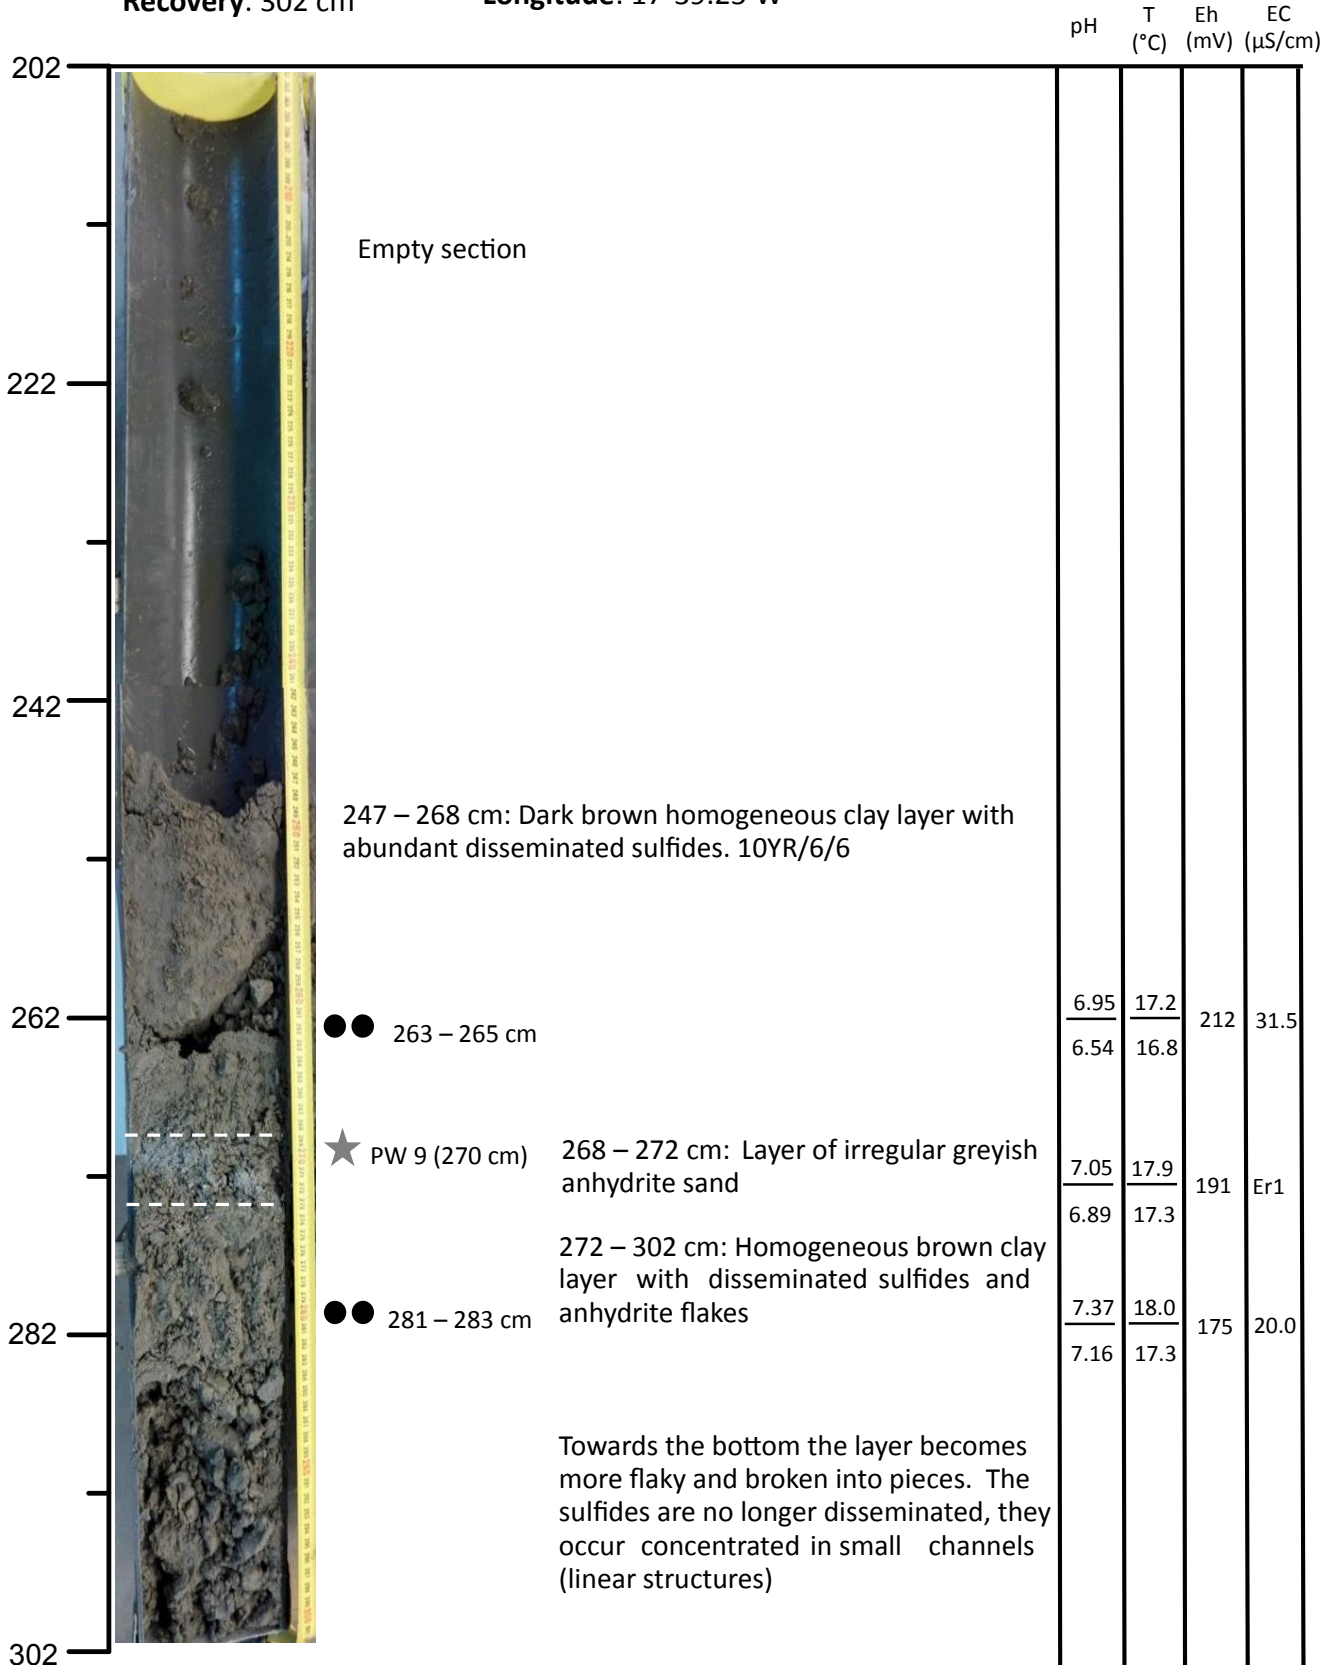 Recovery: 302 cm
Longitude: 17°39.25 W
pH
T
(°C)
Eh
(mV)
EC
(μS/cm)
202
Empty section
222
242
247 – 268 cm: Dark brown homogeneous clay layer with
abundant disseminated sulfides. 10YR/6/6
262
263 – 265 cm
6.95 17.2
212 31.5
6.54 16.8
PW 9 (270 cm)
268 – 272 cm: Layer of irregular greyish
anhydrite sand
7.05 17.9
191 Er1
6.89 17.3
272 – 302 cm: Homogeneous brown clay
layer with disseminated sulfides and
anhydrite flakes
281 – 283 cm
282
7.37 18.0
175 20.0
7.16 17.3
Towards the bottom the layer becomes
more flaky and broken into pieces. The
sulfides are no longer disseminated, they
occur concentrated in small channels
(linear structures)
302